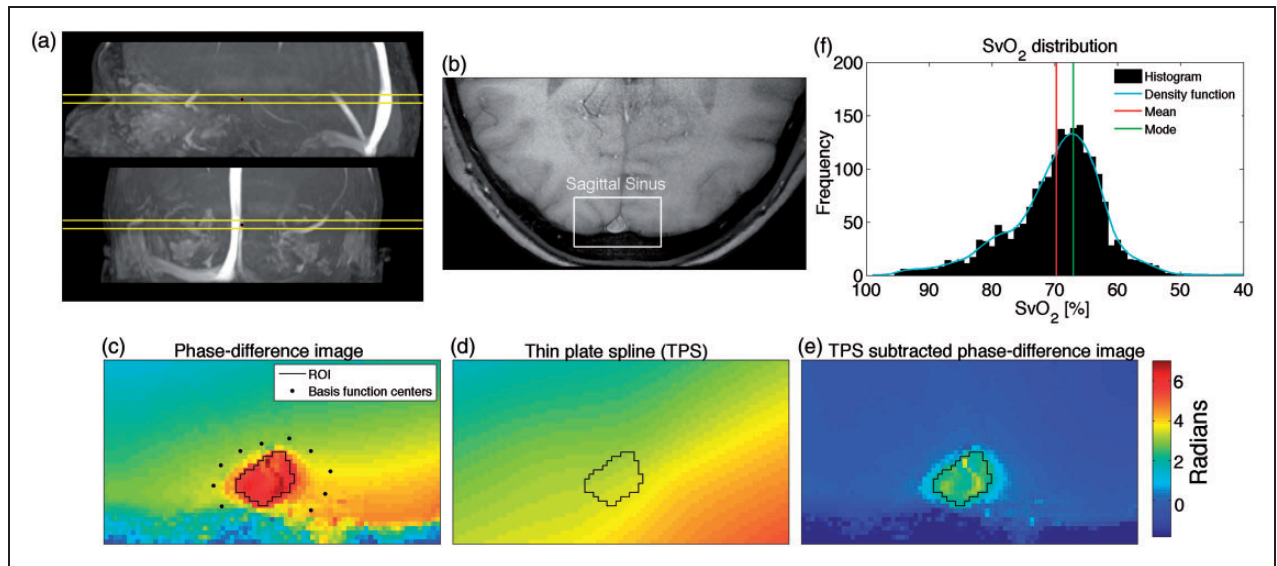 (a)
(b)
Sagittal Sinus
(f)
SvO2 distribution
200
150
100
50
0
Frequency
Histogram
Density function
Mean
Mode
100
90
80
70
60
50
40
SvO2 [%]
(c)
Phase-difference image
ROI
Basis function centers
(d)
Thin plate spline (TPS)
(e)
TPS subtracted phase-difference image
6
4
2
0
Radians